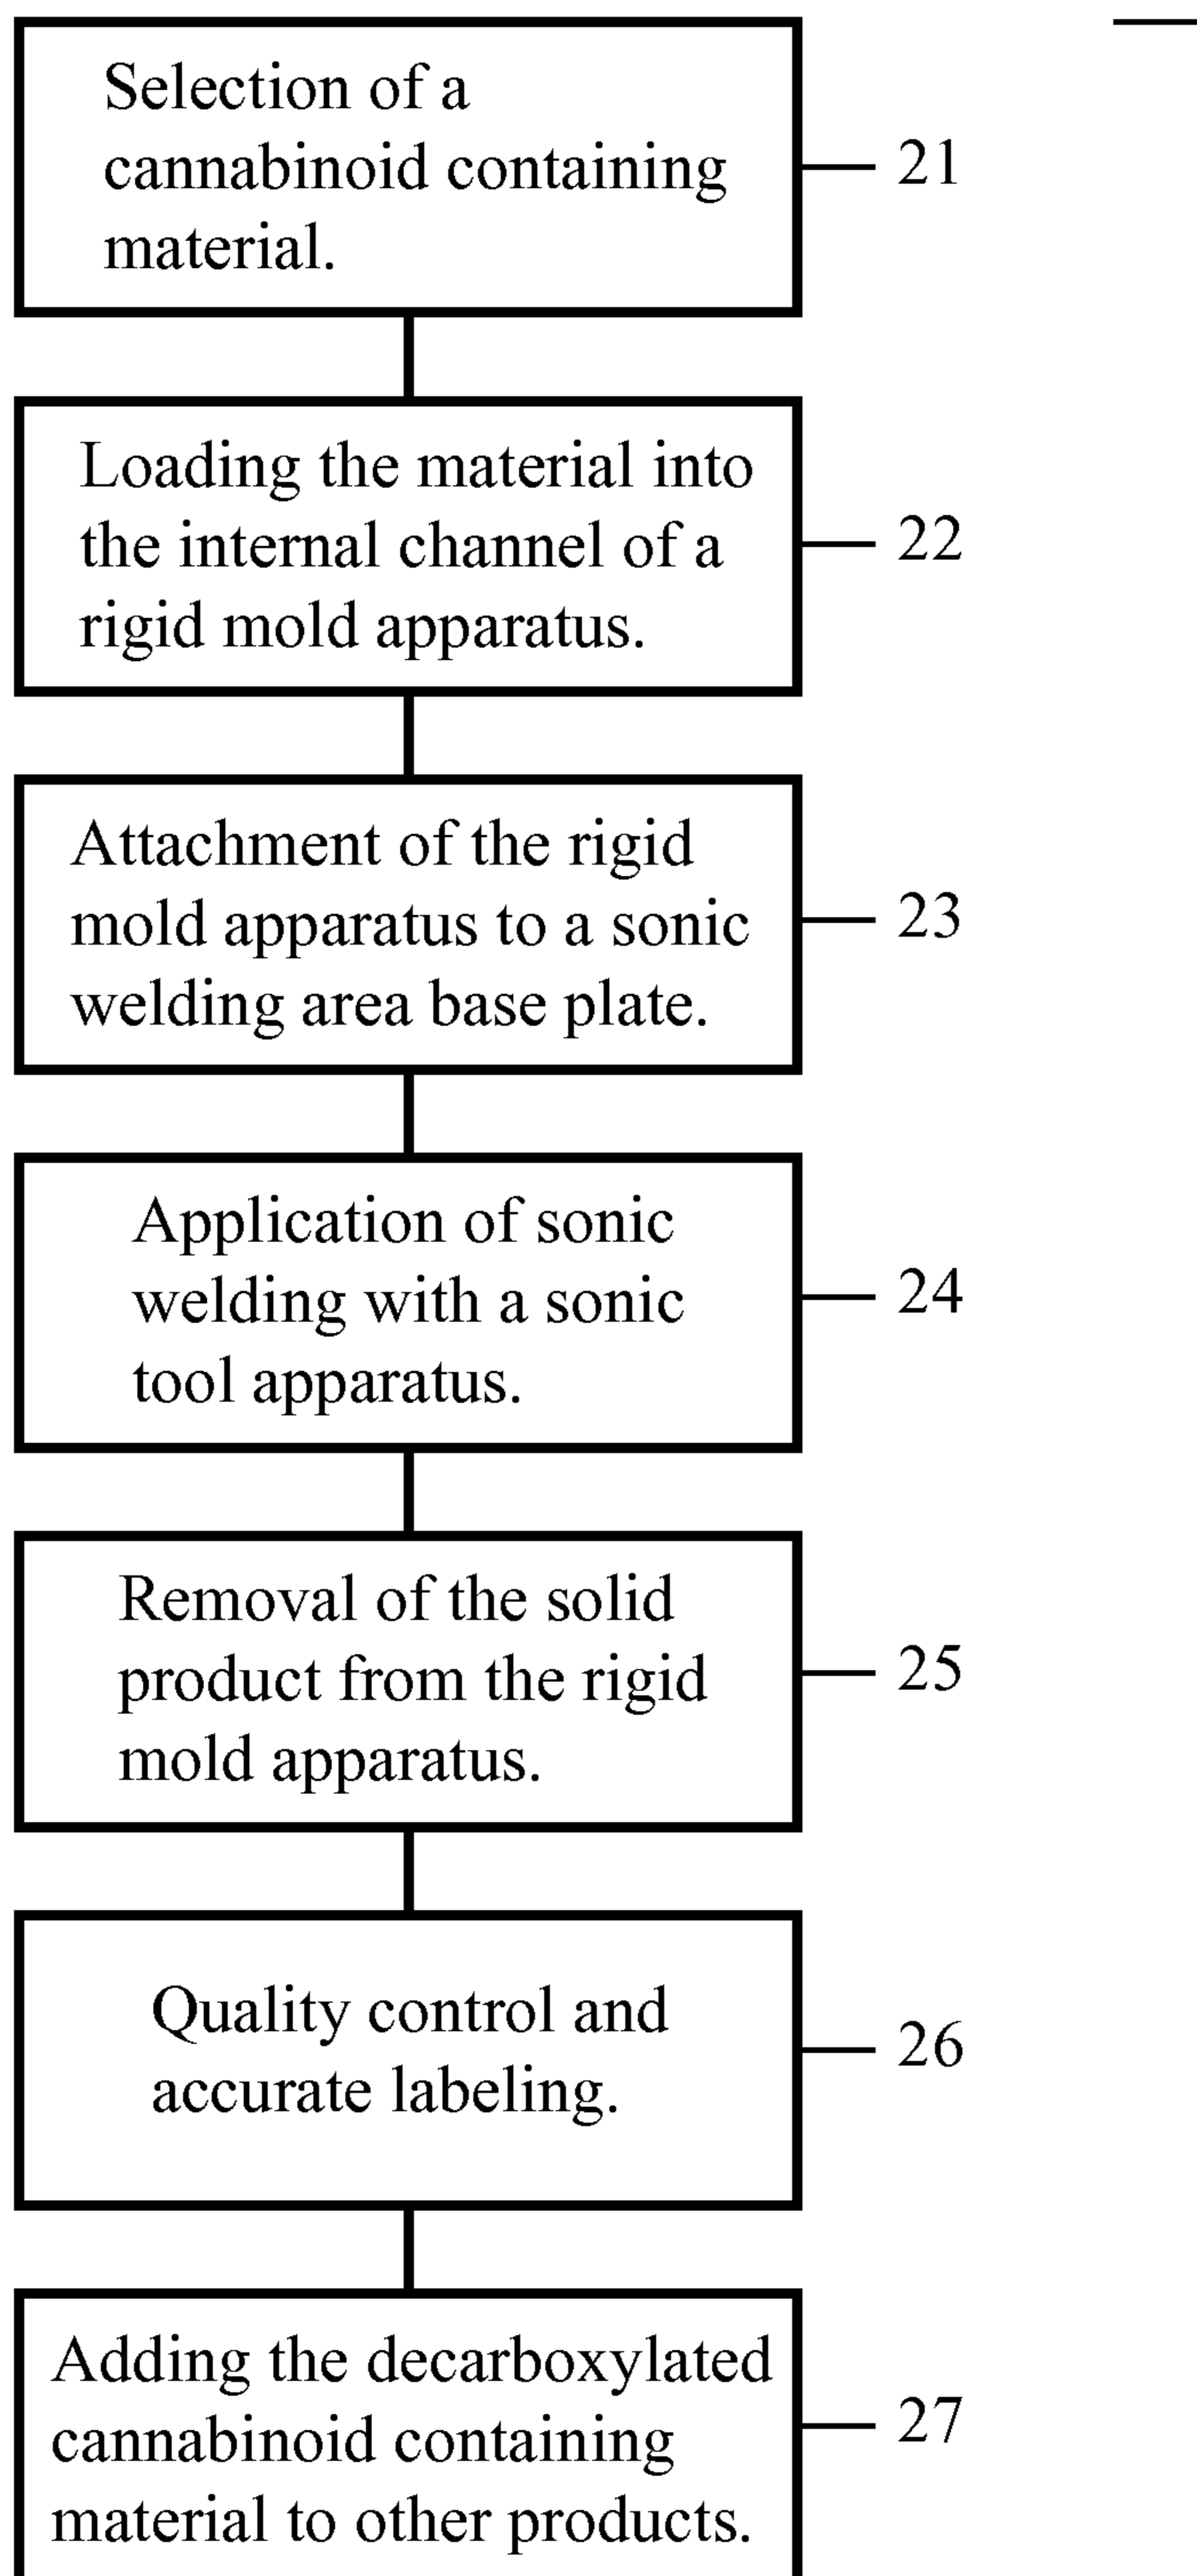 Selection of a
cannabinoid containing
material.
21
Loading the material into
the internal channel of a
rigid mold apparatus.
22
Attachment of the rigid
mold apparatus to a sonic
welding area base plate.
23
Application of sonic
welding with a sonic
tool apparatus.
24
Removal of the solid
product from the rigid
mold apparatus.
25
Quality control and
accurate labeling.
26
Adding the decarboxylated
cannabinoid containing
material to other products.
27